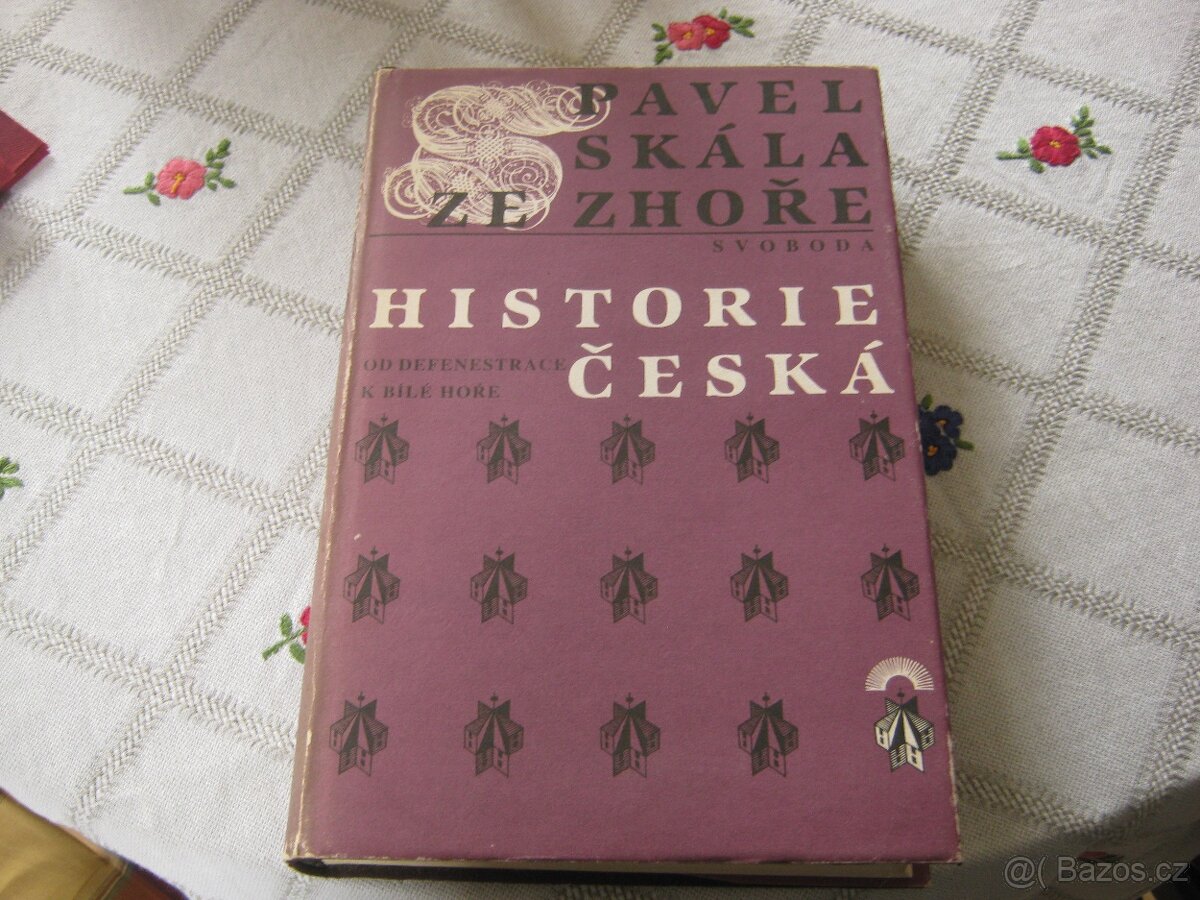 PAVEL
SKÁLA
ZE ZHOŘE
SVOBODA
HISTORIE
OD DEFENESTRACE
ČESKÁ
K BÍLÉ HOŘE
@( Bazos.cz